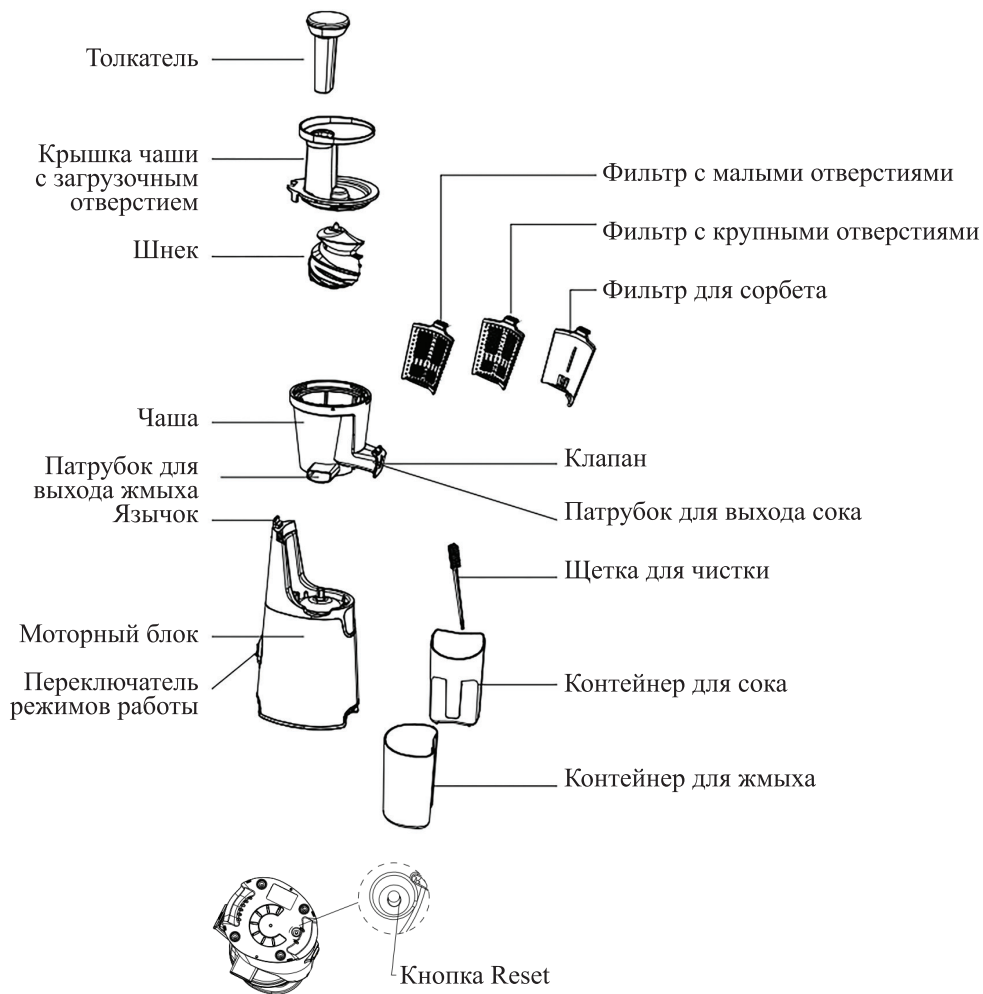 Толкатель
Крышка чаши
с загрузочным
отверстием
Шнек
Фильтр с малыми отверстиями
Фильтр с крупными отверстиями
Фильтр для сорбета
Чаша
Патрубок для
выхода жмыха
Язычок
Моторный блок
Переключатель
режимов работы
Клапан
Патрубок для выхода сока
Щетка для чистки
Контейнер для сока
Контейнер для жмыха
Кнопка Reset